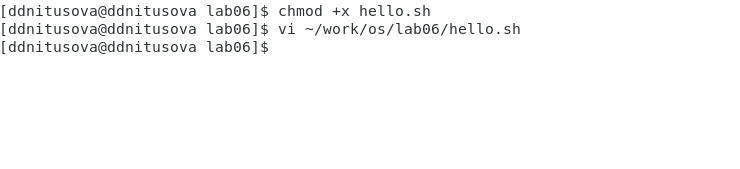 [ddnitusova@ddnitusova lab06]$ chmod +x hello.sh
[ddnitusova@ddnitusova lab06]$ vi ~/work/os/lab06/hello.sh
[ddnitusova@ddnitusova lab06]$